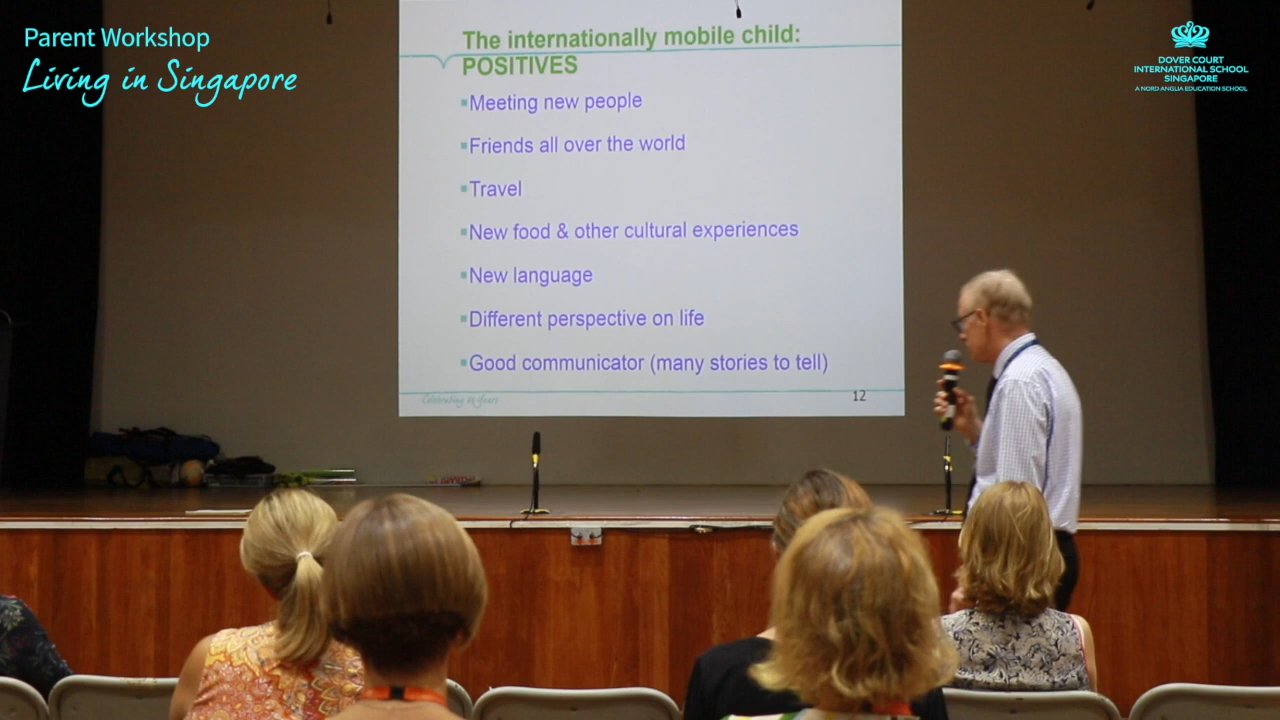 Parent Workshop
Living in Singapore
DOVER COURT
INTERNATIONAL SCHOOL
SINGAPORE
A NORD ANGLIA EDUCATION SCHOOL
The internationally mobile child:
POSITIVES
Meeting new people
Friends all over the world
Travel
New food & other cultural experiences
New language
Different perspective on life
Good communicator (many stories to tell)
12